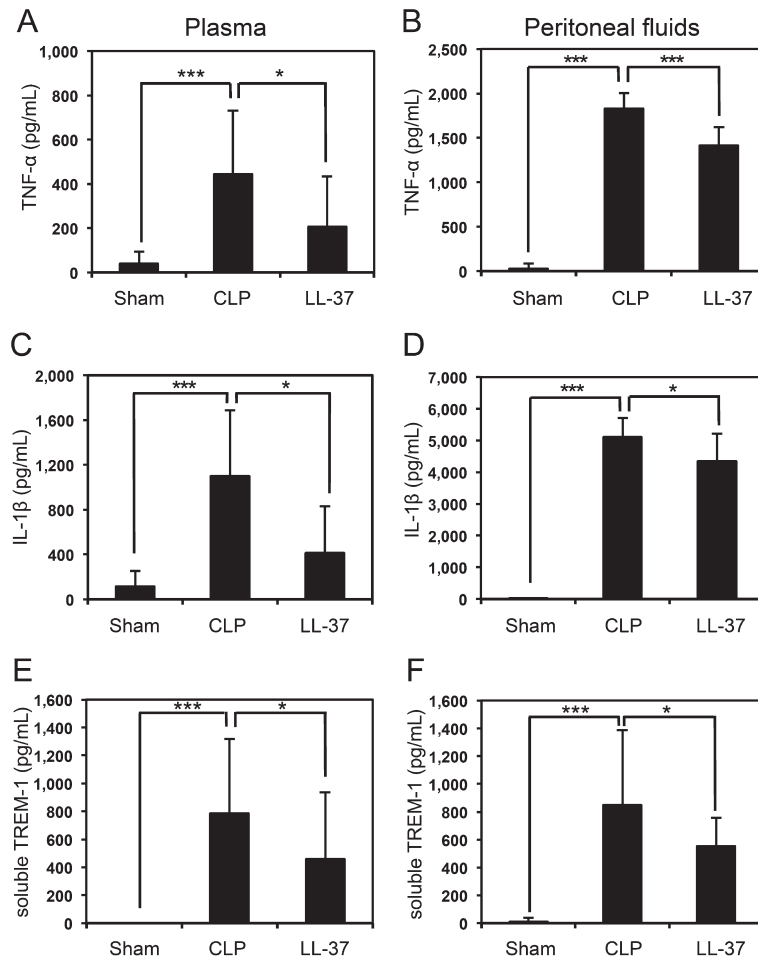 A
Plasma
TNF-α (pg/mL)
1,000
800
600
400
200
0
***
*
Sham CLP LL-37
B
Peritoneal fluids
TNF-α (pg/mL)
2,500
2,000
1,500
1,000
500
0
***
***
Sham CLP LL-37
C
IL-1β (pg/mL)
2,000
1,600
1,200
800
400
0
***
*
Sham CLP LL-37
D
IL-1β (pg/mL)
7,000
6,000
5,000
4,000
3,000
2,000
1,000
0
***
*
Sham CLP LL-37
E
soluble TREM-1 (pg/mL)
1,600
1,400
1,200
1,000
800
600
400
200
0
***
*
Sham CLP LL-37
F
soluble TREM-1 (pg/mL)
1,600
1,400
1,200
1,000
800
600
400
200
0
***
*
Sham CLP LL-37